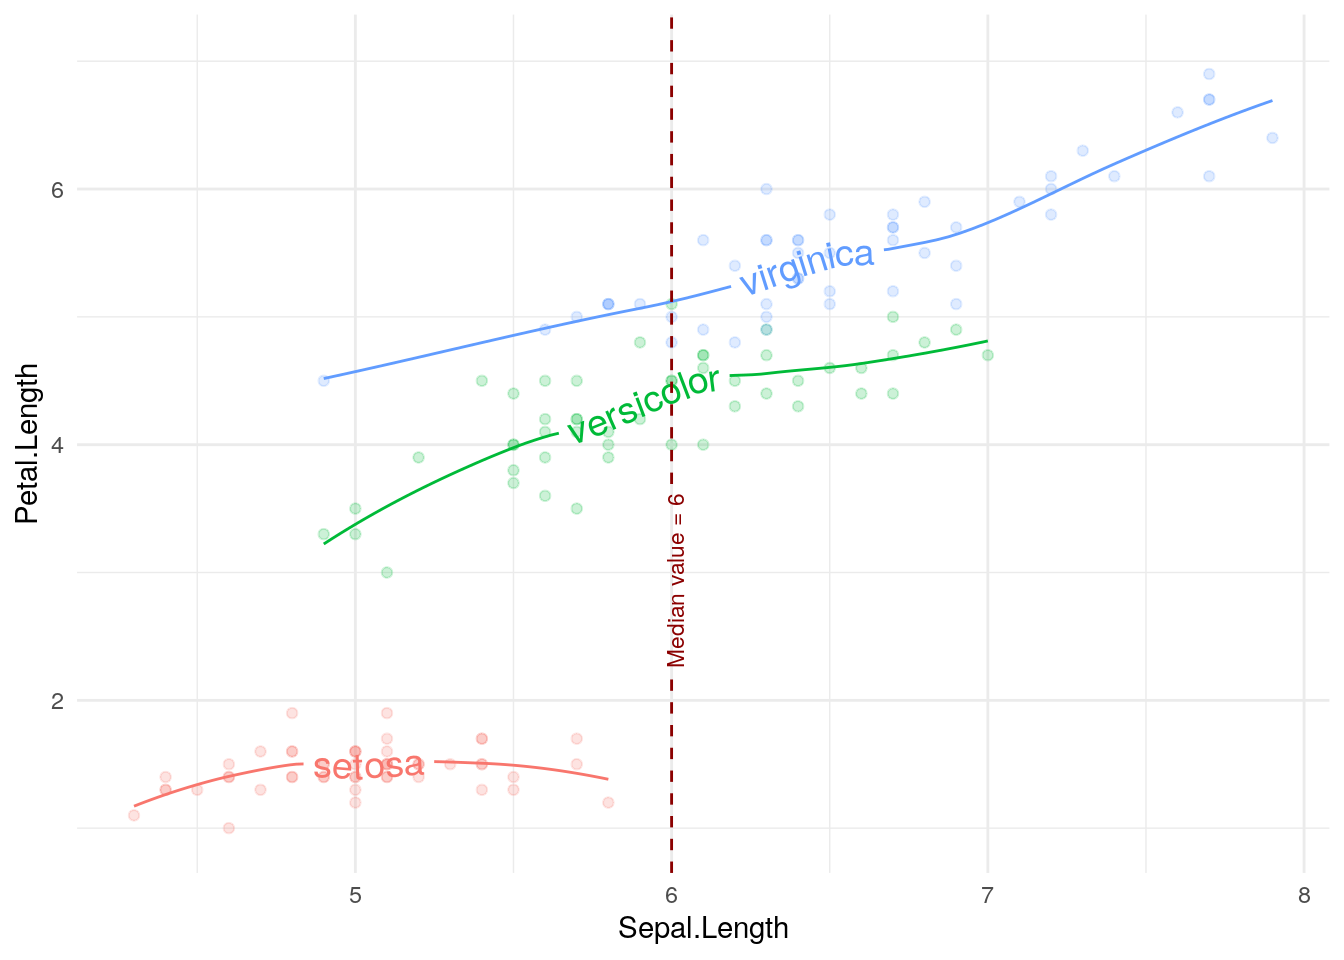 Petal.Length
6
4
2
virginica
versicolor
Median value = 6
setosa
5
6
7
8
Sepal.Length